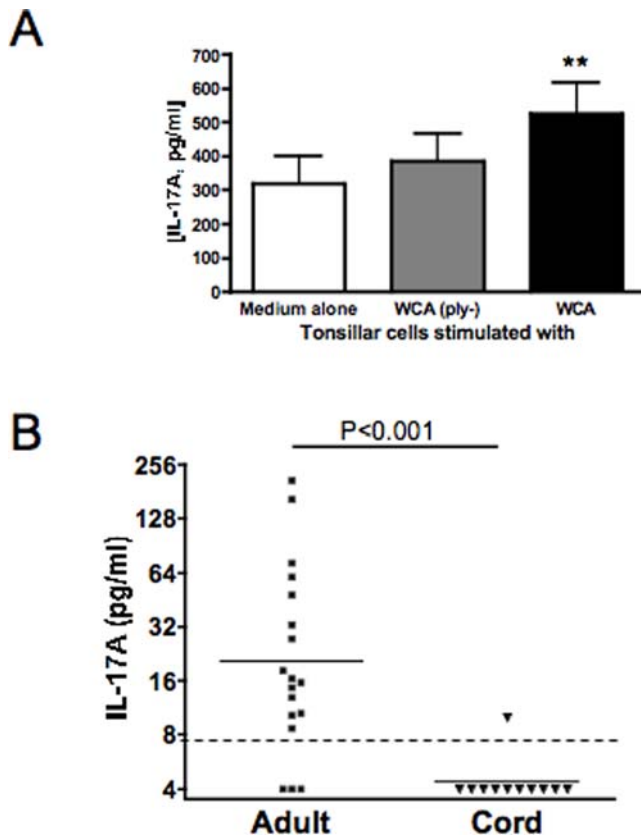 A
700
600
500
400
300
200
100
0
[IL-17A, pg/ml]
**
Medium alone WCA (ply-) WCA
Tonsillar cells stimulated with
B
P<0.001
256
128
64
32
16
8
4
IL-17A (pg/ml)
Adult Cord